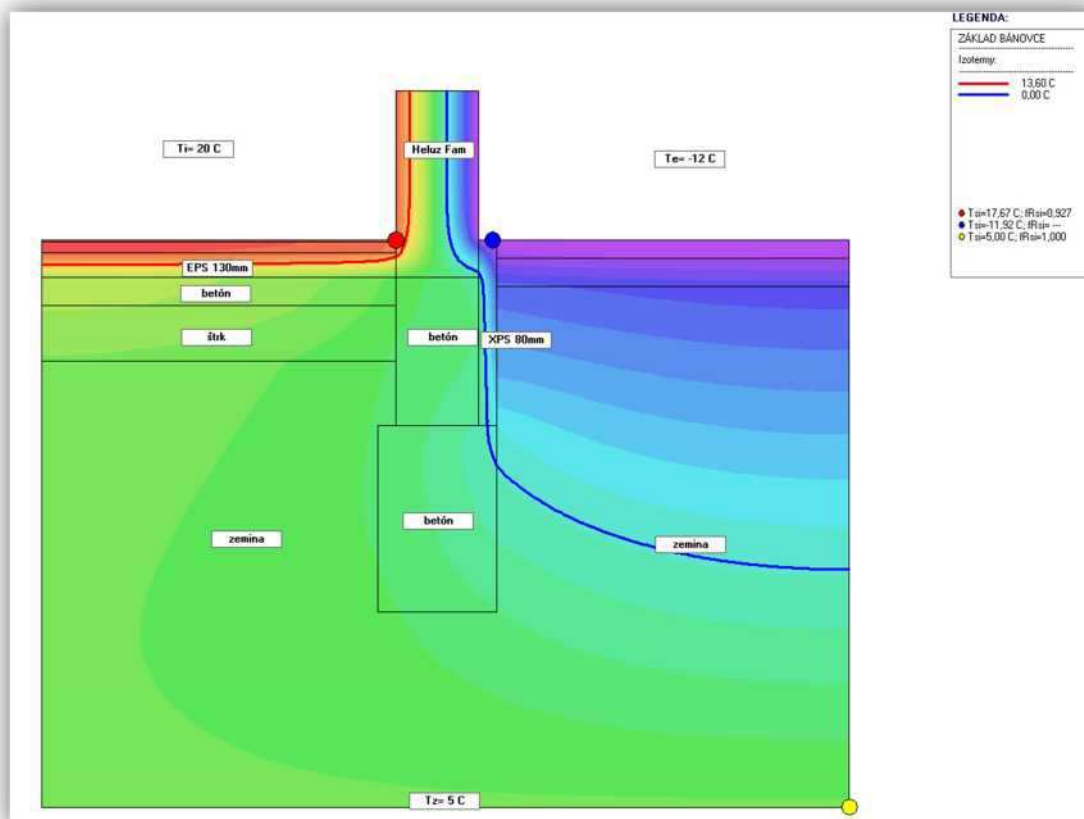 LEGENDA:
ZÁKLAD BÁNOVCE
Izotermy:
13,60 C
0,00 C
Tsi=17,67 C; fRsi=0,927
Tsi=-11,92 C; fRsi= ---
Tsi=5,00 C; fRsi=1,000
Ti= 20 C
Heluz Fam
Te= -12 C
EPS 130mm
betón
štrk
betón
XPS 80mm
betón
zemina
zemina
Tz= 5 C